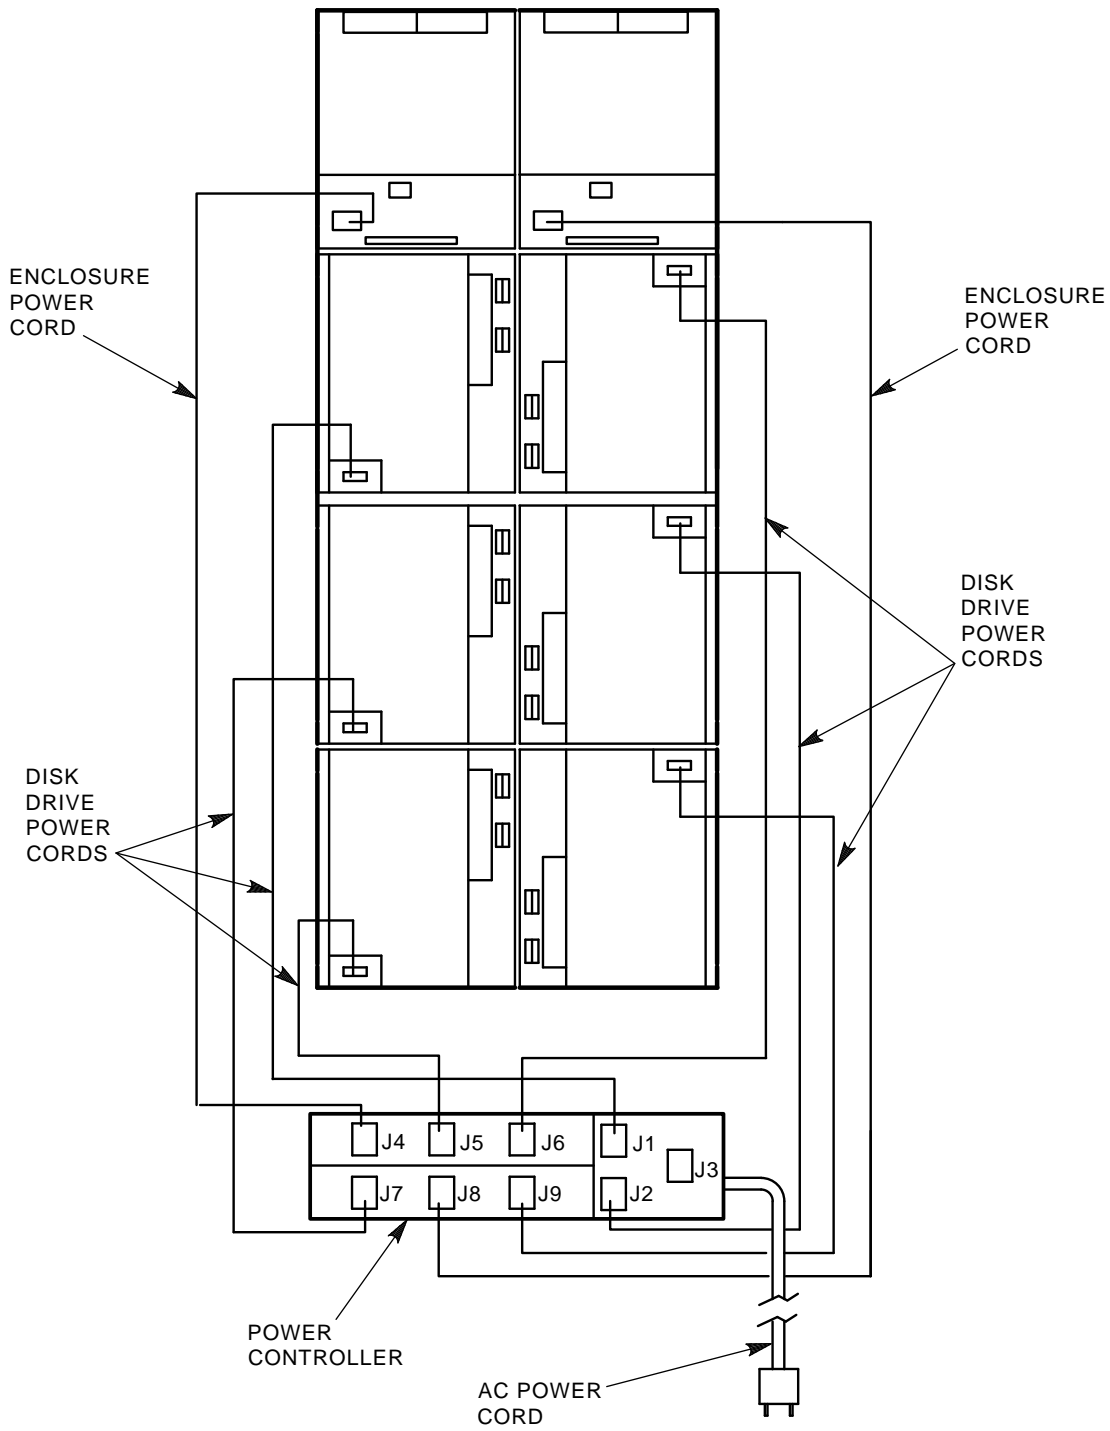 ENCLOSURE
POWER
CORD
ENCLOSURE
POWER
CORD
DISK
DRIVE
POWER
CORDS
DISK
DRIVE
POWER
CORDS
J4
J5
J6
J1
J3
J7
J8
J9
J2
POWER
CONTROLLER
AC POWER
CORD